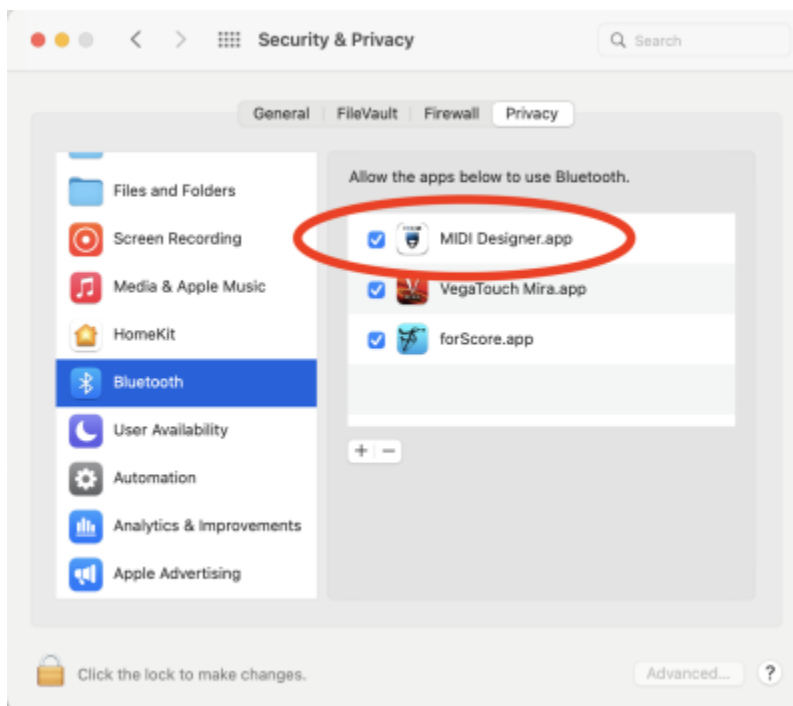 Security & Privacy
Search
General
FileVault
Firewall
Privacy
Files and Folders
Screen Recording
Media & Apple Music
HomeKit
Bluetooth
User Availability
Automation
Analytics & Improvements
Apple Advertising
Allow the apps below to use Bluetooth.
MIDI Designer.app
VegaTouch Mira.app
forScore.app
+ −
Click the lock to make changes.
Advanced...
?